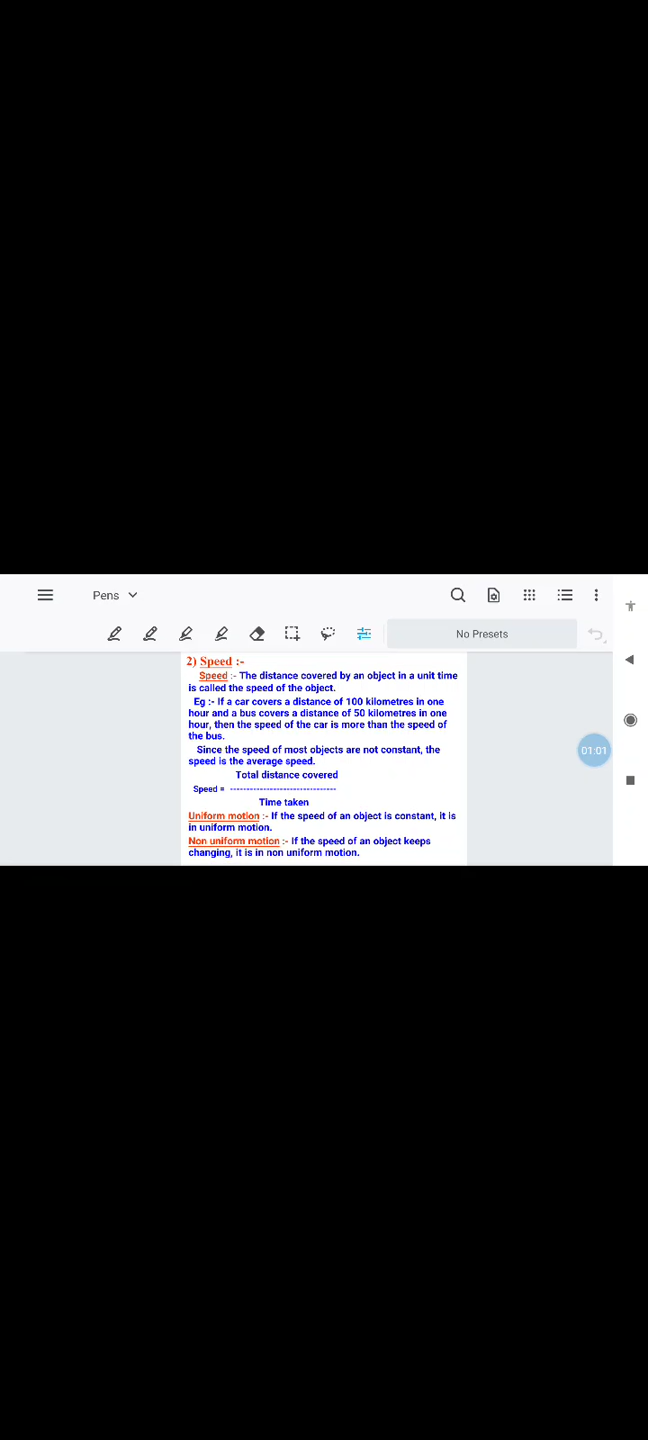 Pens
No Presets
2) Speed :-
Speed :- The distance covered by an object in a unit time
is called the speed of the object.
Eg :- If a car covers a distance of 100 kilometres in one
hour and a bus covers a distance of 50 kilometres in one
hour, then the speed of the car is more than the speed of
the bus.
01:01
Since the speed of most objects are not constant, the
speed is the average speed.
Total distance covered
Speed = ---------------------------------
Time taken
Uniform motion :- If the speed of an object is constant, it is
in uniform motion.
Non uniform motion :- If the speed of an object keeps
changing, it is in non uniform motion.